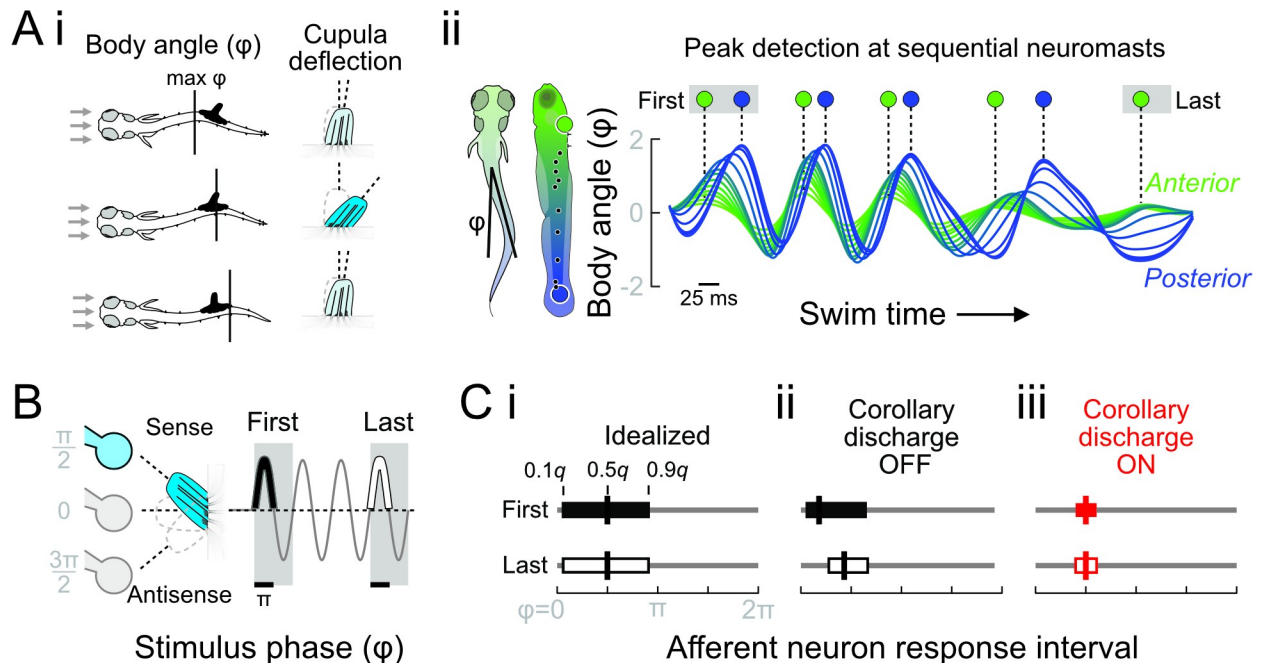 A i
Body angle (φ)
max φ
Cupula
deflection
ii
Peak detection at sequential neuromasts
First
Last
Body angle (φ)
2
0
-2
φ
Anterior
Posterior
25 ms
Swim time
B
π/2
0
3π/2
Sense
Antisense
First
Last
π
Stimulus phase (φ)
C i
Idealized
0.1q
0.5q
0.9q
First
Last
φ=0
π
2π
ii
Corollary
discharge
OFF
iii
Corollary
discharge
ON
Afferent neuron response interval